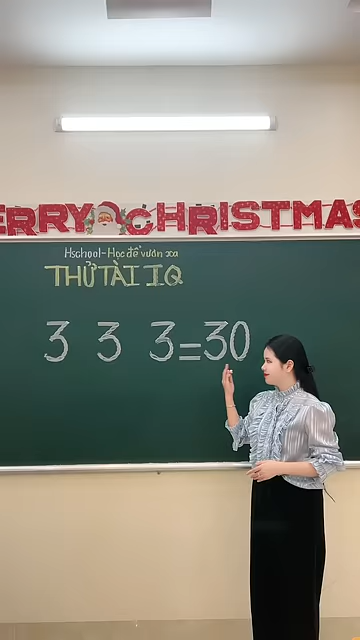 MERRY CHRISTMAS
Hschool-Học để vươn xa
THỬ TÀI IQ
3 3 3=30